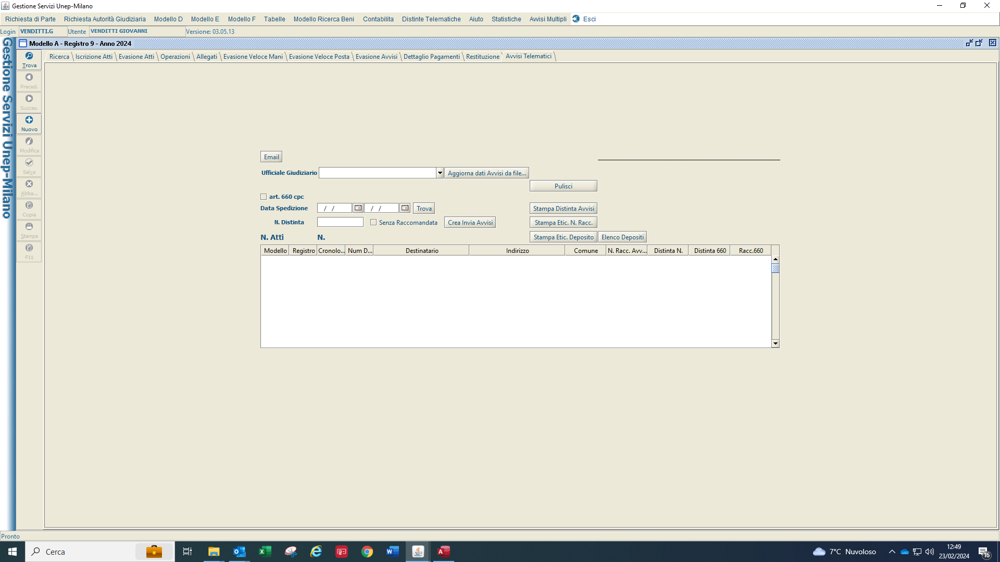 Gestione Servizi Unep-Milano
Richiesta di Parte Richiesta Autorità Giudiziaria Modello D Modello E Modello F Tabelle Modello Ricerca Beni Contabilita Distinte Telematiche Aiuto Statistiche Avvisi Multipli Esci
Login VENDITTI.G Utente VENDITTI GIOVANNI Versione: 03.05.13
Gestione Servizi Unep-Milano
Modello A - Registro 9 - Anno 2024
Ricerca Iscrizione Atti Evasione Atti Operazioni Allegati Evasione Veloce Mani Evasione Veloce Posta Evasione Avvisi Dettaglio Pagamenti Restituzione Avvisi Telematici
Trova
Preced.
Succes.
Nuovo
Modifica
Salva
Abba...
Copia
Stampa
F11
Email
Ufficiale Giudiziario Aggiorna dati Avvisi da file...
Pulisci
art. 660 cpc
Data Spedizione / / / / Trova Stampa Distinta Avvisi
N. Distinta Senza Raccomandata Crea Invia Avvisi Stampa Etic. N. Racc.
N. Atti N. Stampa Etic. Deposito Elenco Depositi
Modello Registro Cronolo... Num D... Destinatario Indirizzo Comune N. Racc. Avv... Distinta N. Distinta 660 Racc.660
Pronto
Cerca 7°C Nuvoloso 12:49
23/02/2024 16